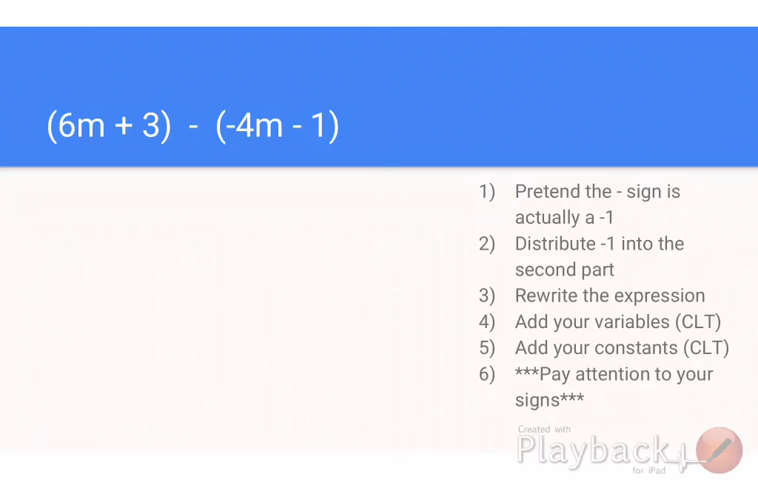 (6m + 3) - (-4m - 1)
1) Pretend the - sign is
actually a -1
2) Distribute -1 into the
second part
3) Rewrite the expression
4) Add your variables (CLT)
5) Add your constants (CLT)
6) ***Pay attention to your
signs***
Created with
Playback
for iPad